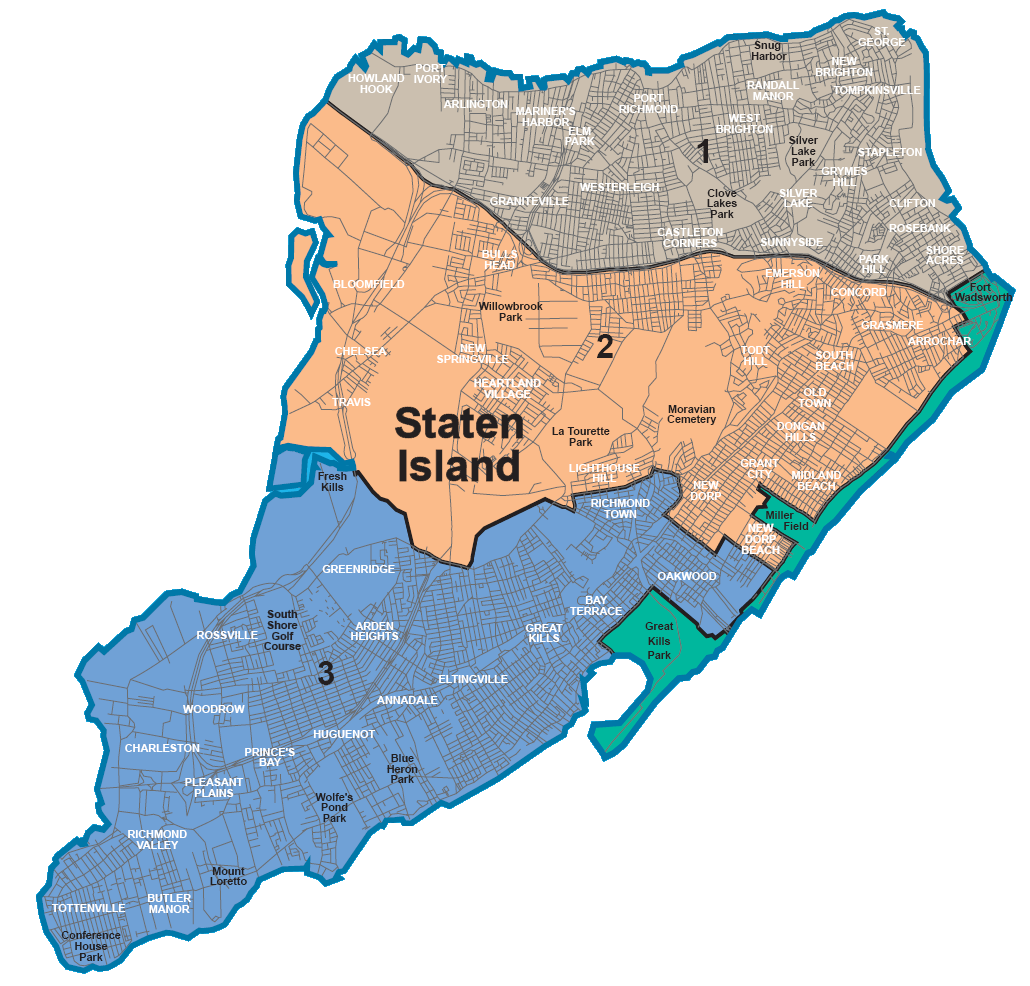 ST.
GEORGE
Snug
Harbor
PORT
IVORY
HOWLAND
HOOK
NEW
BRIGHTON
RANDALL
MANOR
TOMPKINSVILLE
ARLINGTON
PORT
RICHMOND
MARINER'S
HARBOR
WEST
BRIGHTON
ELM
PARK
1
Silver
Lake
Park
STAPLETON
GRYMES
HILL
WESTERLEIGH
Clove
Lakes
Park
SILVER
LAKE
GRANITEVILLE
CLIFTON
ROSEBANK
CASTLETON
CORNERS
SUNNYSIDE
SHORE
ACRES
PARK
HILL
BULLS
HEAD
EMERSON
HILL
BLOOMFIELD
CONCORD
Fort
Wadsworth
Willowbrook
Park
GRASMERE
ARROCHAR
CHELSEA
NEW
SPRINGVILLE
2
TODT
HILL
SOUTH
BEACH
HEARTLAND
VILLAGE
TRAVIS
OLD
TOWN
Moravian
Cemetery
Staten
Island
La Tourette
Park
DONGAN
HILLS
LIGHTHOUSE
HILL
GRANT
CITY
MIDLAND
BEACH
Fresh
Kills
NEW
DORP
RICHMOND
TOWN
Miller
Field
NEW
DORP
BEACH
GREENRIDGE
OAKWOOD
BAY
TERRACE
South
Shore
Golf
Course
ROSSVILLE
ARDEN
HEIGHTS
GREAT
KILLS
Great
Kills
Park
3
ELTINGVILLE
ANNADALE
WOODROW
HUGUENOT
CHARLESTON
PRINCE'S
BAY
Blue
Heron
Park
PLEASANT
PLAINS
Wolfe's
Pond
Park
RICHMOND
VALLEY
Mount
Loretto
BUTLER
MANOR
TOTTENVILLE
Conference
House
Park